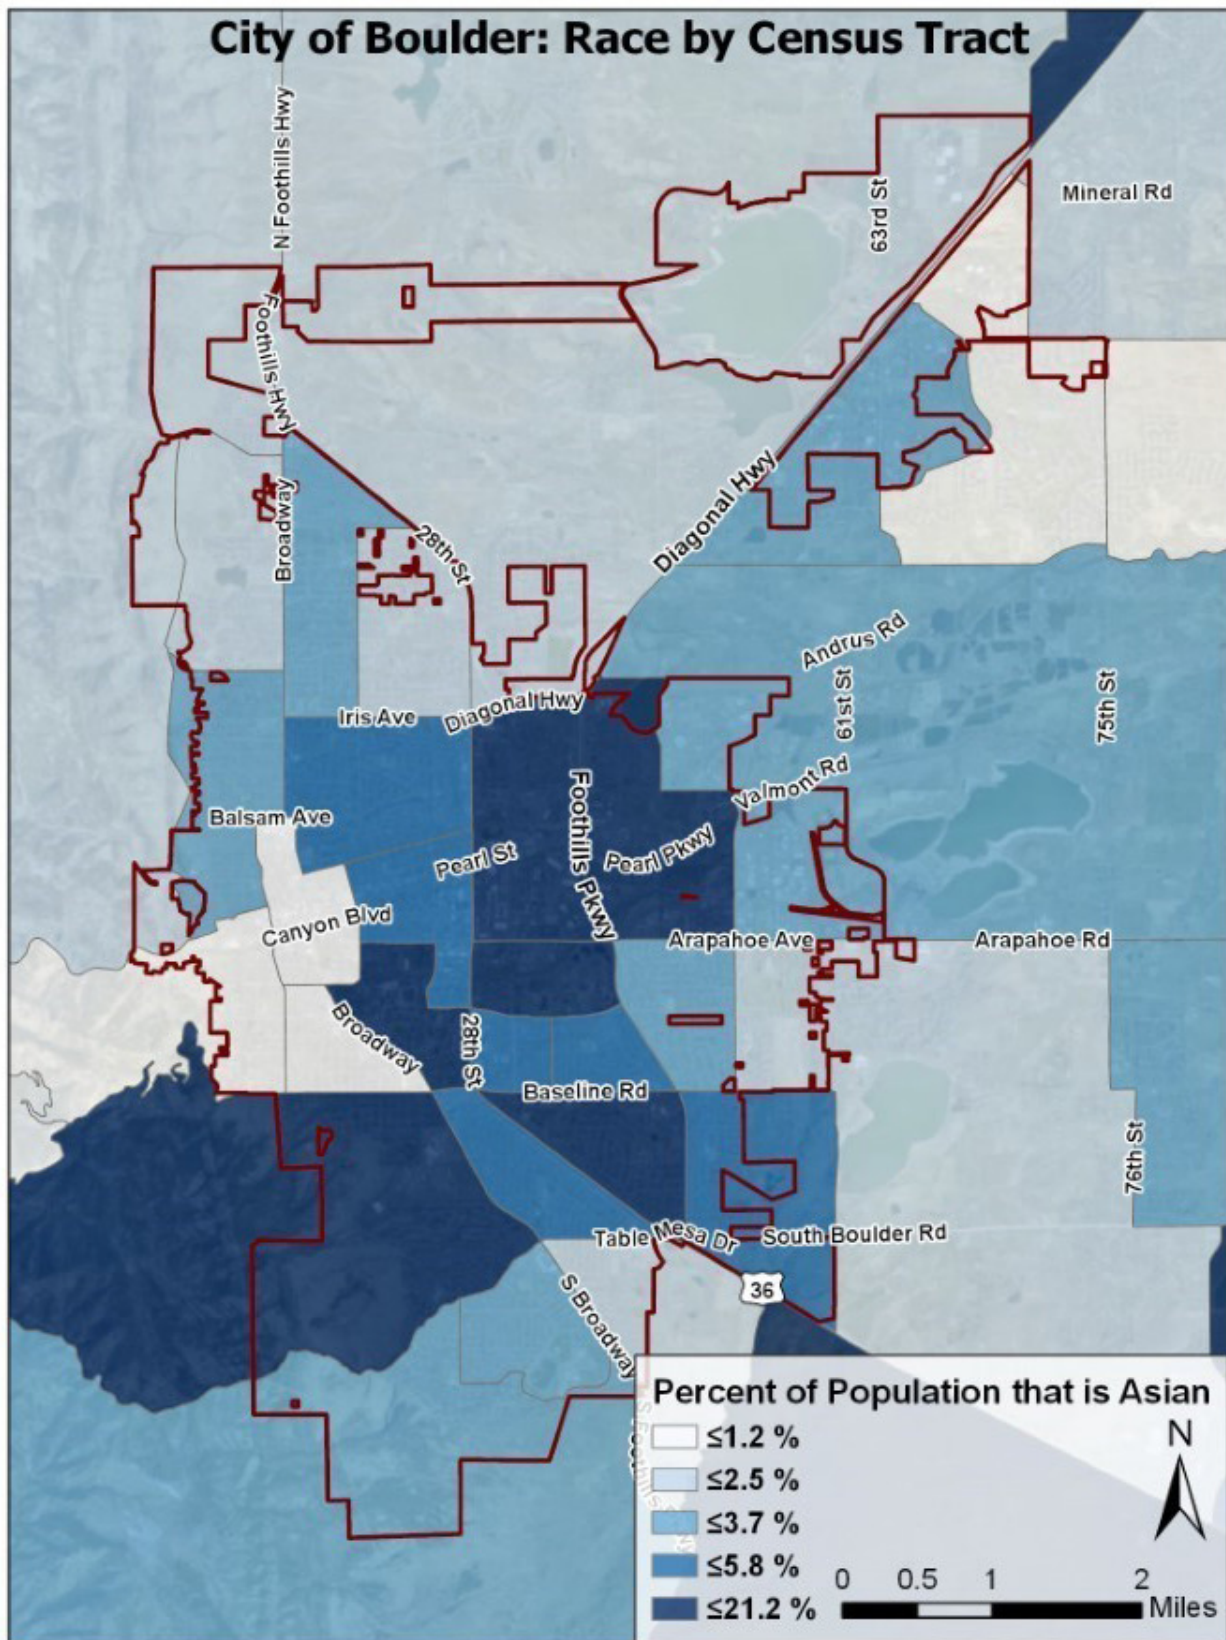 City of Boulder: Race by Census Tract
N Foothills Hwy
Mineral Rd
63rd St
Foothills Hwy
Broadway
28th St
Diagonal Hwy
Andrus Rd
61st St
75th St
Iris Ave
Diagonal Hwy
Valmont Rd
Balsam Ave
Foothills Pkwy
Pearl St
Pearl Pkwy
Canyon Blvd
Arapahoe Ave
Arapahoe Rd
Broadway
28th St
Baseline Rd
76th St
Table Mesa Dr
South Boulder Rd
36
S Broadway
Percent of Population that is Asian
≤1.2 %
≤2.5 %
≤3.7 %
≤5.8 %
≤21.2 %
N
0 0.5 1 2
Miles